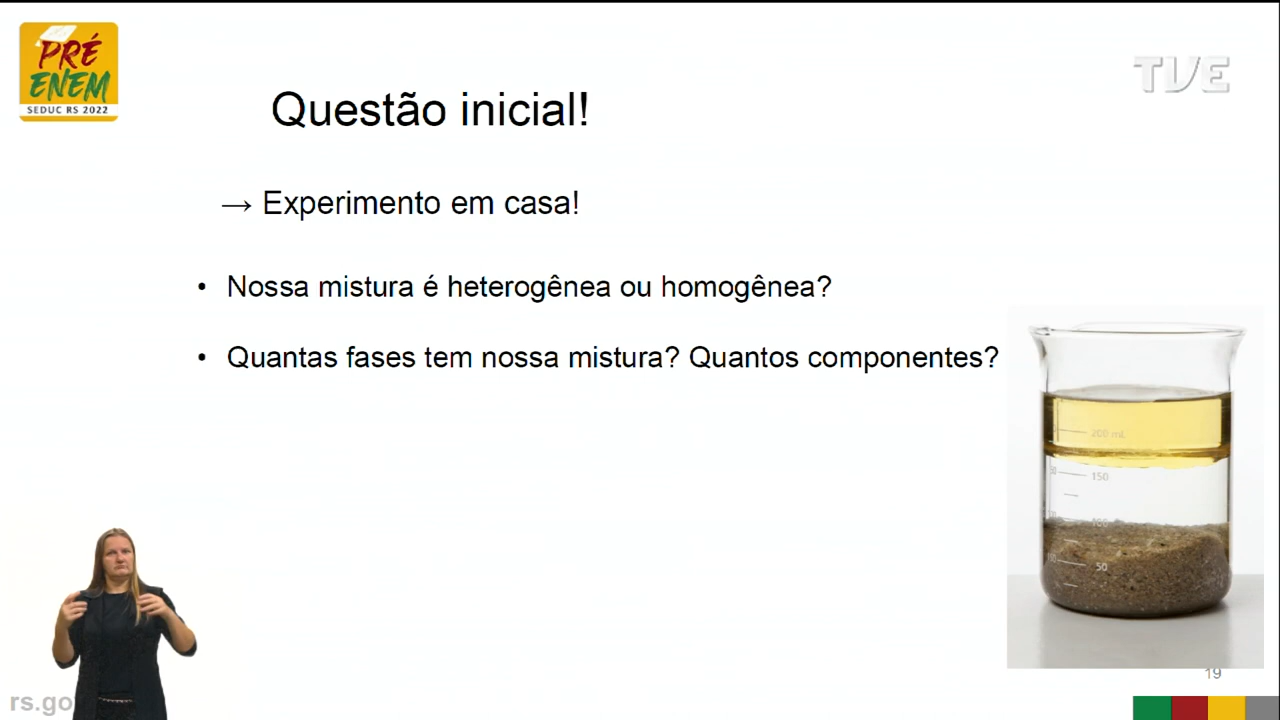 PRÉ
ENEM
SEDUC RS 2022
TVE
Questão inicial!
→ Experimento em casa!
• Nossa mistura é heterogênea ou homogênea?
• Quantas fases tem nossa mistura? Quantos componentes?
200 mL
150
100
50
19
rs.go